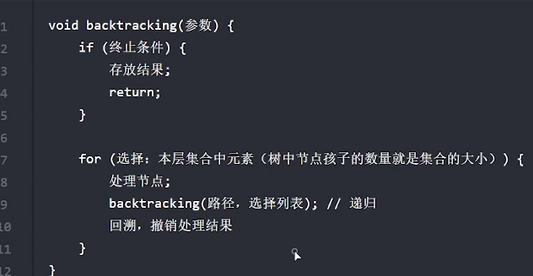 1 void backtracking(参数) {
2 if (终止条件) {
3 存放结果;
4 return;
5 }
6
7 for (选择：本层集合中元素（树中节点孩子的数量就是集合的大小）) {
8 处理节点;
9 backtracking(路径，选择列表); // 递归
10 回溯，撤销处理结果
11 }
12 }